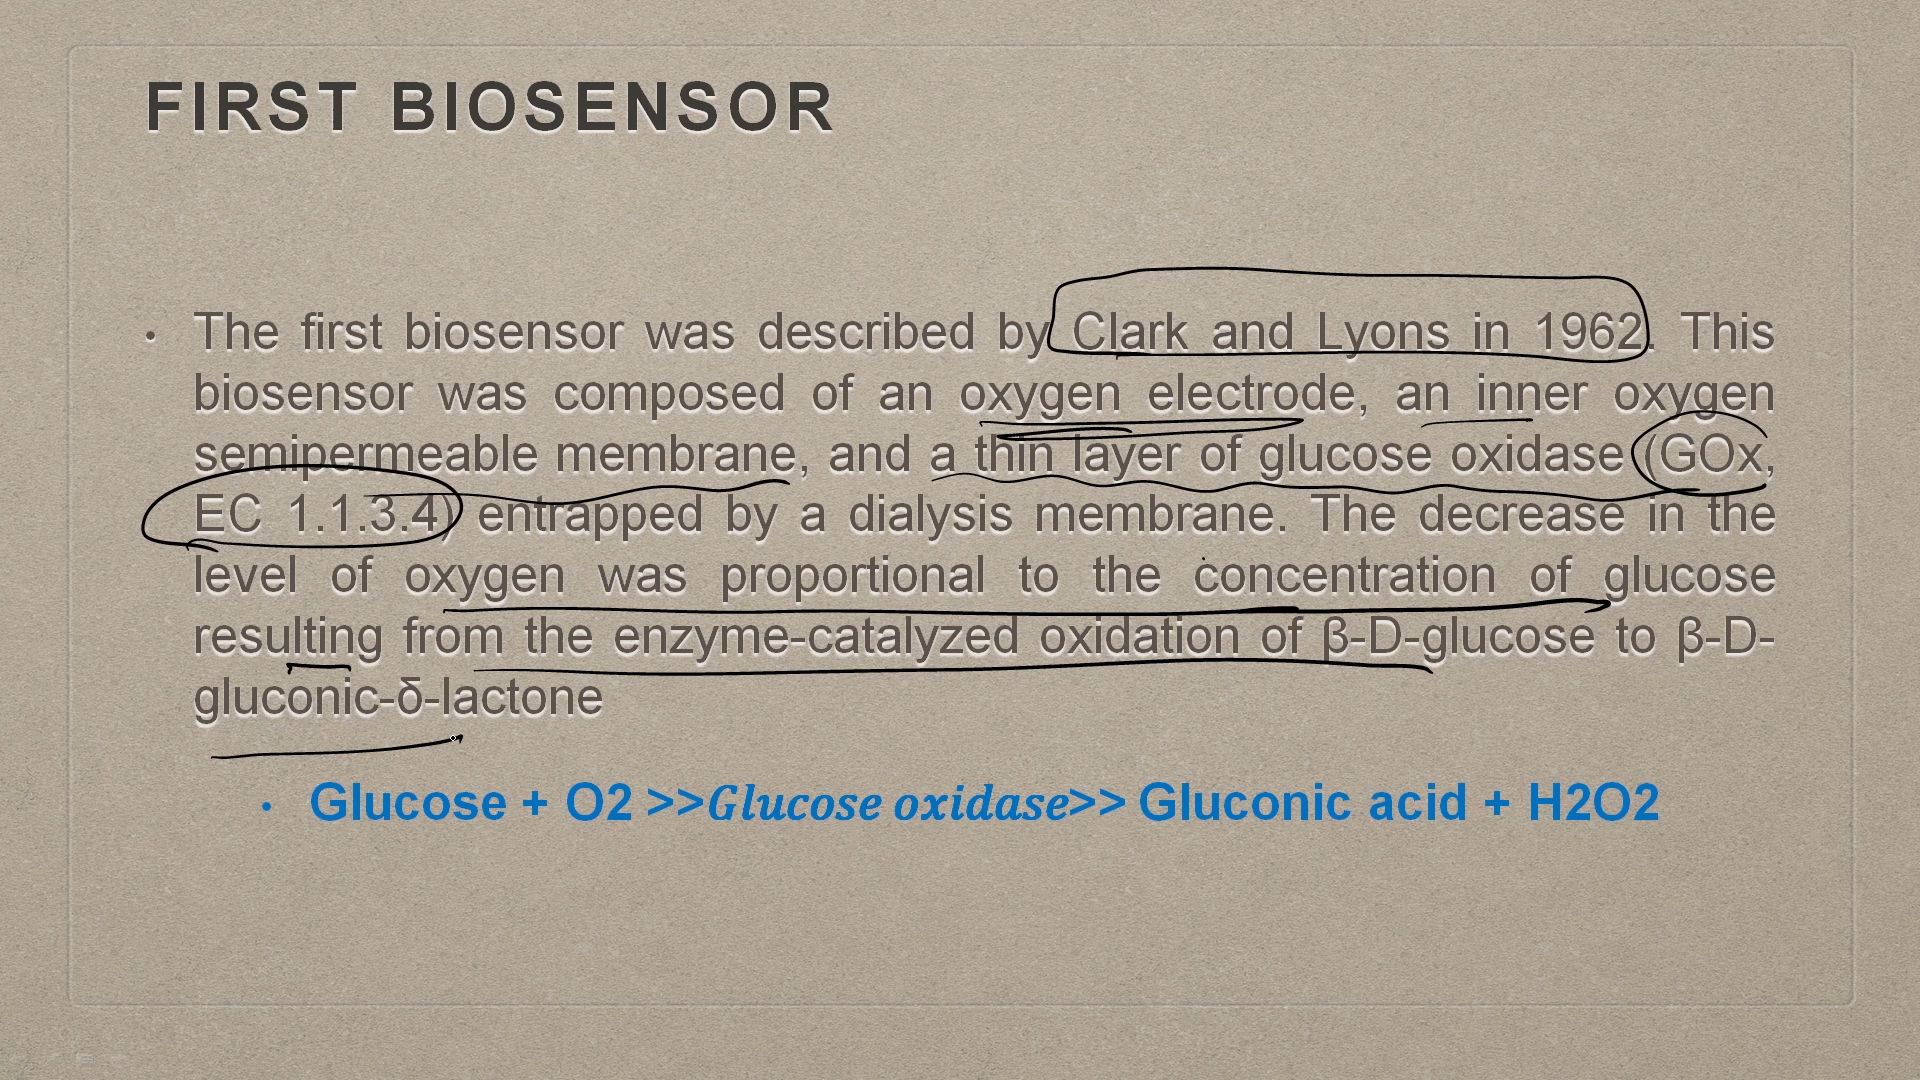 FIRST BIOSENSOR
• The first biosensor was described by Clark and Lyons in 1962. This
biosensor was composed of an oxygen electrode, an inner oxygen
semipermeable membrane, and a thin layer of glucose oxidase (GOx,
EC 1.1.3.4) entrapped by a dialysis membrane. The decrease in the
level of oxygen was proportional to the concentration of glucose
resulting from the enzyme-catalyzed oxidation of β-D-glucose to β-D-
gluconic-δ-lactone
• Glucose + O2 >>Glucose oxidase>> Gluconic acid + H2O2